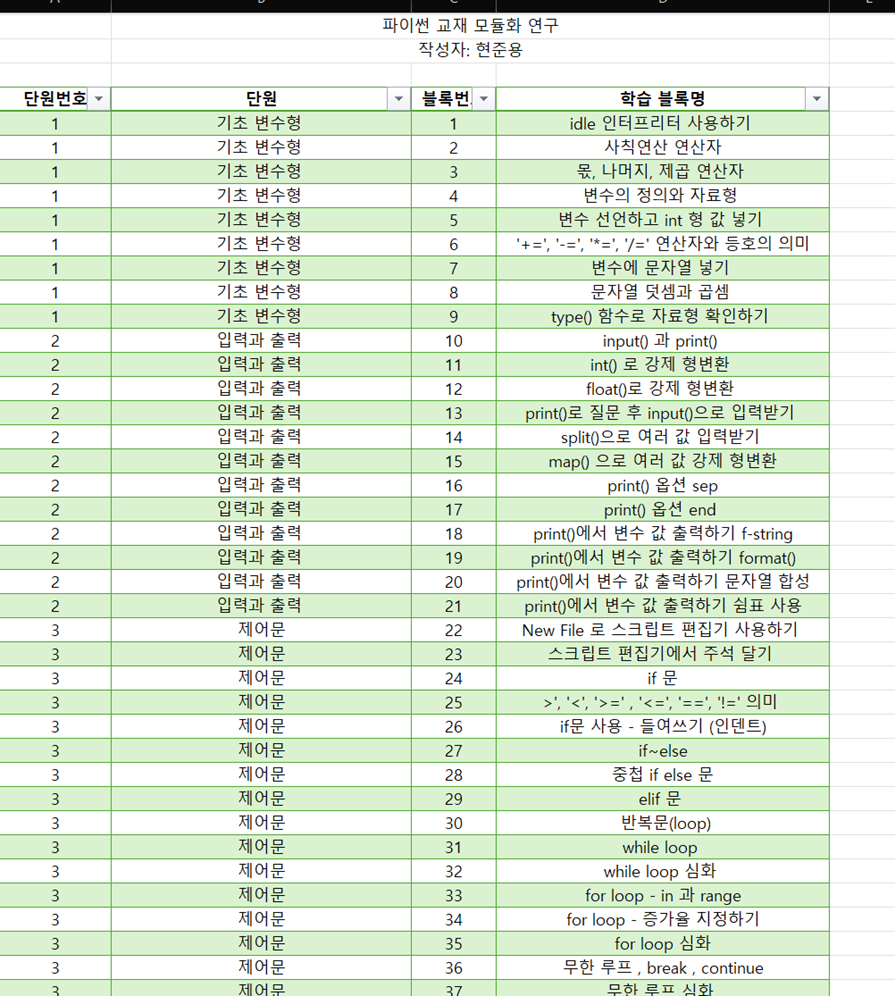 파이썬 교재 모듈화 연구
작성자: 현준용
단원번호 단원 블록번. 학습 블록명
1 기초 변수형 1 idle 인터프리터 사용하기
1 기초 변수형 2 사칙연산 연산자
1 기초 변수형 3 몫, 나머지, 제곱 연산자
1 기초 변수형 4 변수의 정의와 자료형
1 기초 변수형 5 변수 선언하고 int 형 값 넣기
1 기초 변수형 6 '+=', '-=', '*=', '/=' 연산자와 등호의 의미
1 기초 변수형 7 변수에 문자열 넣기
1 기초 변수형 8 문자열 덧셈과 곱셈
1 기초 변수형 9 type() 함수로 자료형 확인하기
2 입력과 출력 10 input() 과 print()
2 입력과 출력 11 int() 로 강제 형변환
2 입력과 출력 12 float()로 강제 형변환
2 입력과 출력 13 print()로 질문 후 input()으로 입력받기
2 입력과 출력 14 split()으로 여러 값 입력받기
2 입력과 출력 15 map() 으로 여러 값 강제 형변환
2 입력과 출력 16 print() 옵션 sep
2 입력과 출력 17 print() 옵션 end
2 입력과 출력 18 print()에서 변수 값 출력하기 f-string
2 입력과 출력 19 print()에서 변수 값 출력하기 format()
2 입력과 출력 20 print()에서 변수 값 출력하기 문자열 합성
2 입력과 출력 21 print()에서 변수 값 출력하기 쉼표 사용
3 제어문 22 New File 로 스크립트 편집기 사용하기
3 제어문 23 스크립트 편집기에서 주석 달기
3 제어문 24 if 문
3 제어문 25 >', '<', '>=' , '<=', '==', '!=' 의미
3 제어문 26 if문 사용 - 들여쓰기 (인덴트)
3 제어문 27 if~else
3 제어문 28 중첩 if else 문
3 제어문 29 elif 문
3 제어문 30 반복문(loop)
3 제어문 31 while loop
3 제어문 32 while loop 심화
3 제어문 33 for loop - in 과 range
3 제어문 34 for loop - 증가율 지정하기
3 제어문 35 for loop 심화
3 제어문 36 무한 루프 , break , continue
3 제어문 37 무한 루프 심화